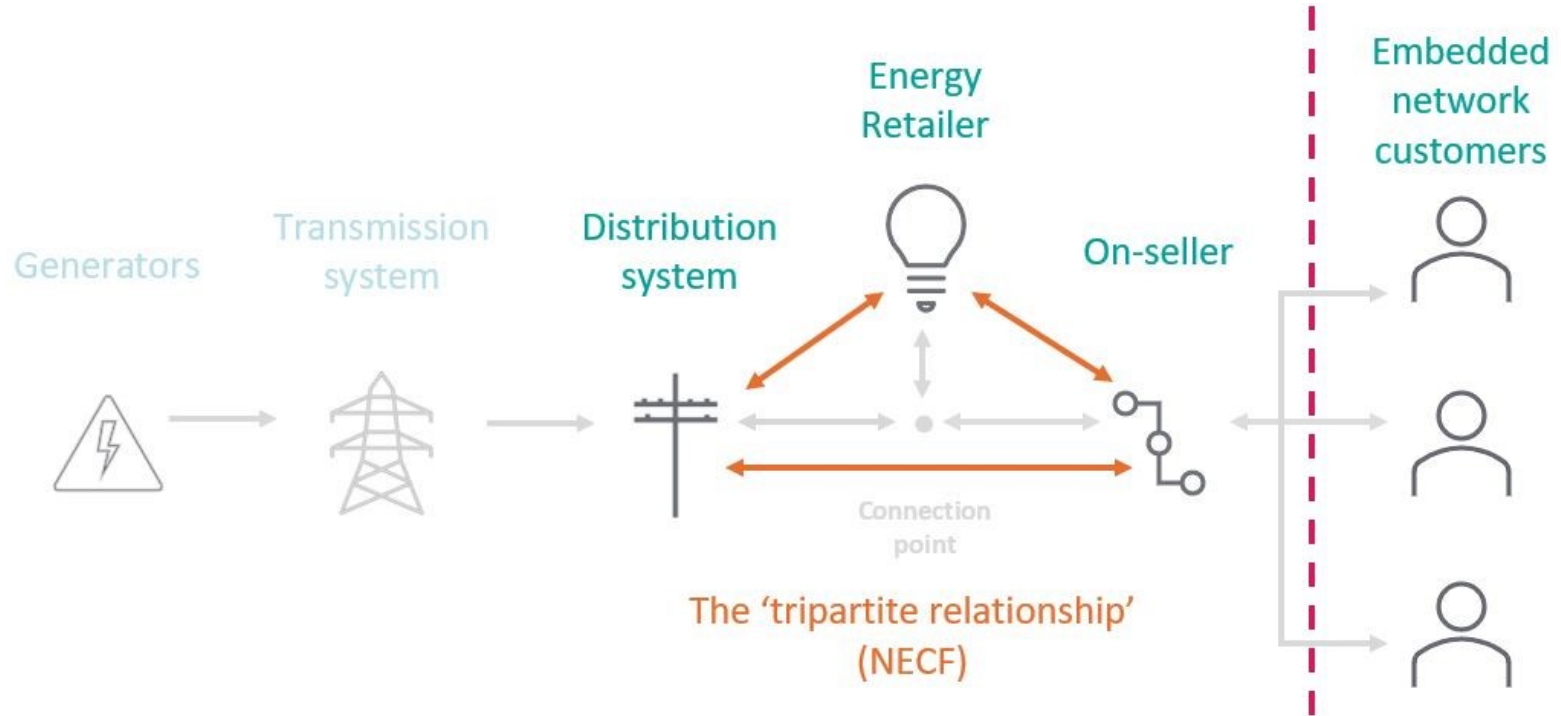 Generators
Transmission
system
Distribution
system
Energy
Retailer
On-seller
Embedded
network
customers
Connection
point
The ‘tripartite relationship’
(NECF)